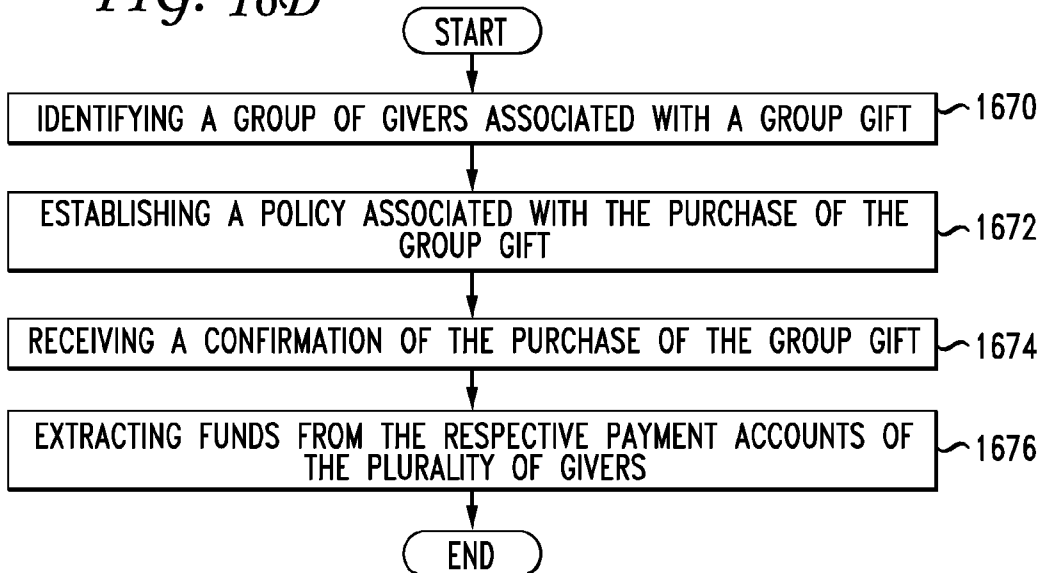 FIG. 16D
START
IDENTIFYING A GROUP OF GIVERS ASSOCIATED WITH A GROUP GIFT
1670
ESTABLISHING A POLICY ASSOCIATED WITH THE PURCHASE OF THE
GROUP GIFT
1672
RECEIVING A CONFIRMATION OF THE PURCHASE OF THE GROUP GIFT
1674
EXTRACTING FUNDS FROM THE RESPECTIVE PAYMENT ACCOUNTS OF
THE PLURALITY OF GIVERS
1676
END